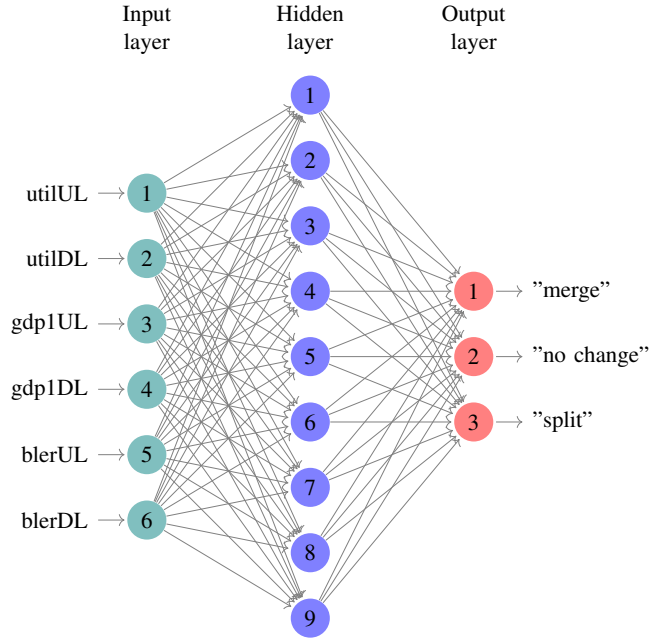 Input Hidden Output
layer layer layer
1
2
utilUL 1
3
utilDL 2
4 1 ”merge”
gdp1UL 3
5 2 ”no change”
gdp1DL 4
6 3 ”split”
blerUL 5
7
blerDL 6
8
9